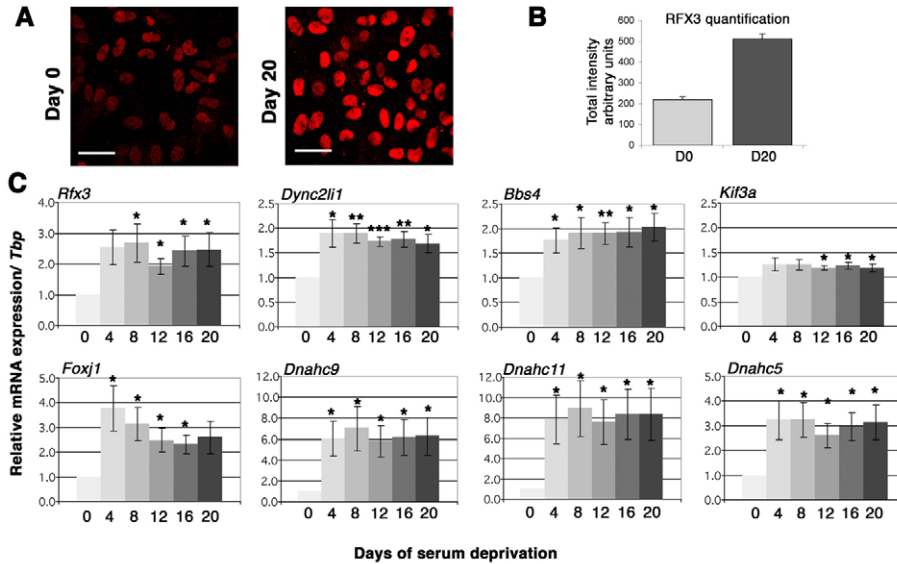 A
Day 0
Day 20
B
RFX3 quantification
Total intensity
arbitrary units
600
500
400
300
200
100
0
D0 D20
C
Relative mRNA expression/ Tbp
Rfx3
4.0
3.0
2.0
1.0
0.0
* * * *
0 4 8 12 16 20
Dync2li1
2.5
2.0
1.5
1.0
0.5
0.0
* ** *** ** *
0 4 8 12 16 20
Bbs4
2.5
2.0
1.5
1.0
0.5
0.0
* * ** * *
0 4 8 12 16 20
Kif3a
2.5
2.0
1.5
1.0
0.5
0.0
* * *
0 4 8 12 16 20
Foxj1
5.0
4.0
3.0
2.0
1.0
0.0
* * * *
0 4 8 12 16 20
Dnahc9
12.0
10.0
8.0
6.0
4.0
2.0
0.0
* * * * *
0 4 8 12 16 20
Dnahc11
12.0
10.0
8.0
6.0
4.0
2.0
0.0
* * * * *
0 4 8 12 16 20
Dnahc5
5.0
4.0
3.0
2.0
1.0
0.0
* * * * *
0 4 8 12 16 20
Days of serum deprivation